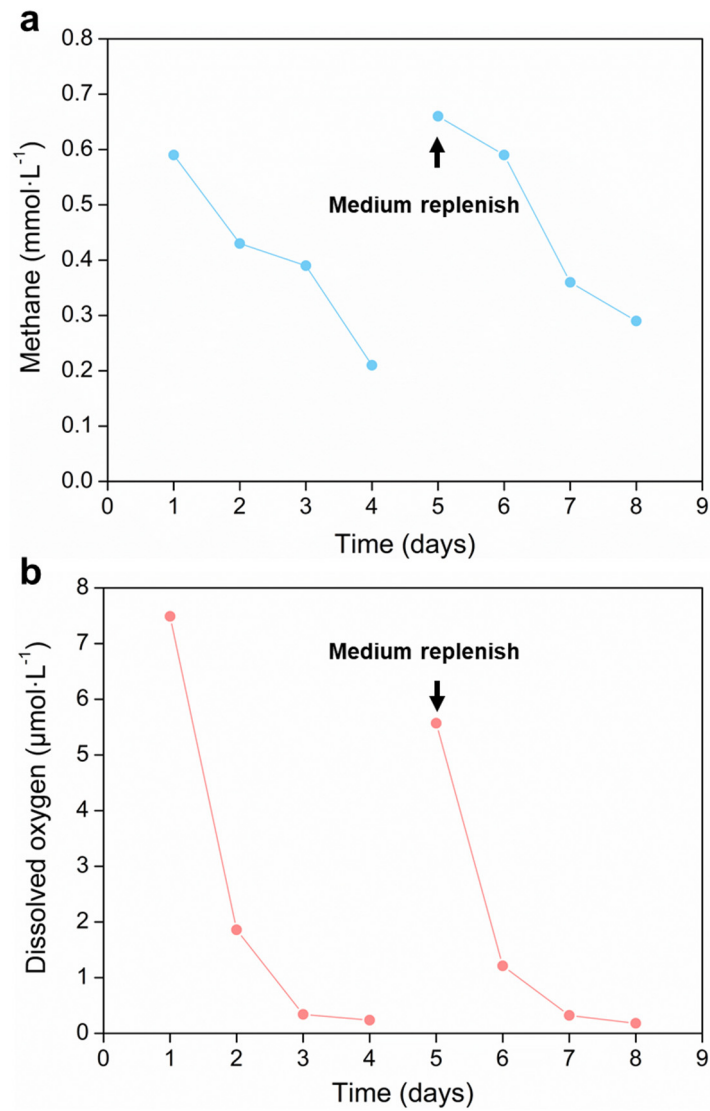 a
0.8
0.7
0.6
0.5
0.4
0.3
0.2
0.1
0.0
Methane (mmol·L⁻¹)
Medium replenish
0 1 2 3 4 5 6 7 8 9
Time (days)
b
8
7
6
5
4
3
2
1
0
Dissolved oxygen (μmol·L⁻¹)
Medium replenish
0 1 2 3 4 5 6 7 8 9
Time (days)